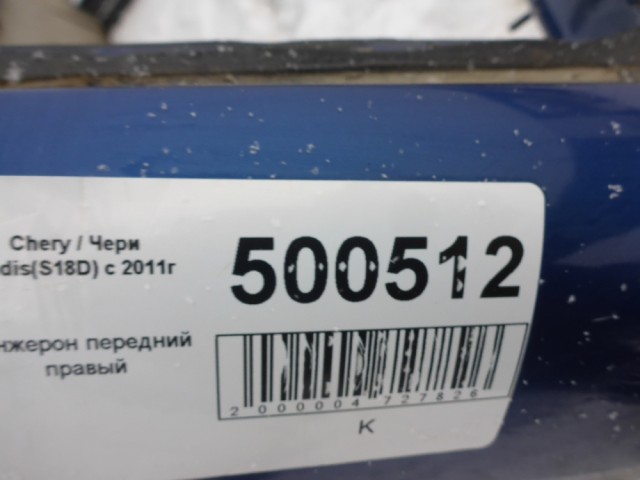 Chery / Чери
dis(S18D) с 2011г
500512
нжерон передний
правый
2 000004 727826
К